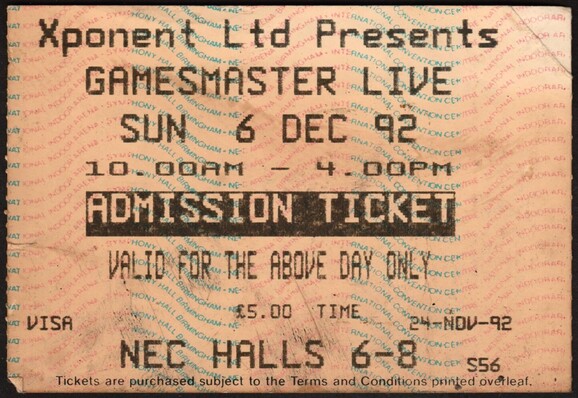 Xponent Ltd Presents
GAMESMASTER LIVE
SUN 6 DEC 92
10.00AM - 4.00PM
ADMISSION TICKET
VALID FOR THE ABOVE DAY ONLY
£5.00 TIME
VISA 24-NOV-92
NEC HALLS 6-8 S56
Tickets are purchased subject to the Terms and Conditions printed overleaf.